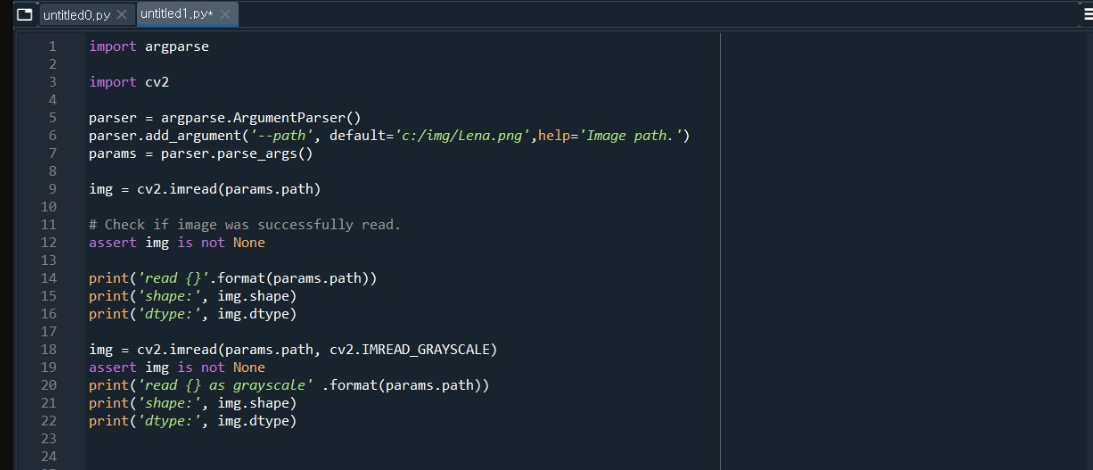 untitled0.py × untitled1.py* ×
1 import argparse
2
3 import cv2
4
5 parser = argparse.ArgumentParser()
6 parser.add_argument('--path', default='c:/img/Lena.png',help='Image path.')
7 params = parser.parse_args()
8
9 img = cv2.imread(params.path)
10
11 # Check if image was successfully read.
12 assert img is not None
13
14 print('read {}'.format(params.path))
15 print('shape:', img.shape)
16 print('dtype:', img.dtype)
17
18 img = cv2.imread(params.path, cv2.IMREAD_GRAYSCALE)
19 assert img is not None
20 print('read {} as grayscale' .format(params.path))
21 print('shape:', img.shape)
22 print('dtype:', img.dtype)
23
24